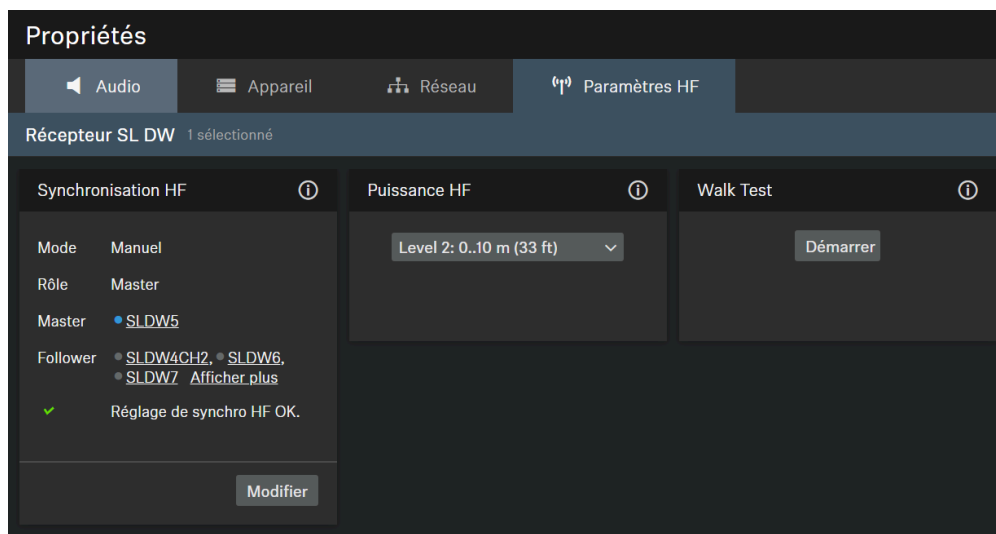 Propriétés
Audio Appareil Réseau Paramètres HF
Récepteur SL DW 1 sélectionné
Synchronisation HF
Mode Manuel
Rôle Master
Master SLDW5
Follower SLDW4CH2, SLDW6,
SLDW7 Afficher plus
Réglage de synchro HF OK.
Modifier
Puissance HF
Level 2: 0..10 m (33 ft)
Walk Test
Démarrer